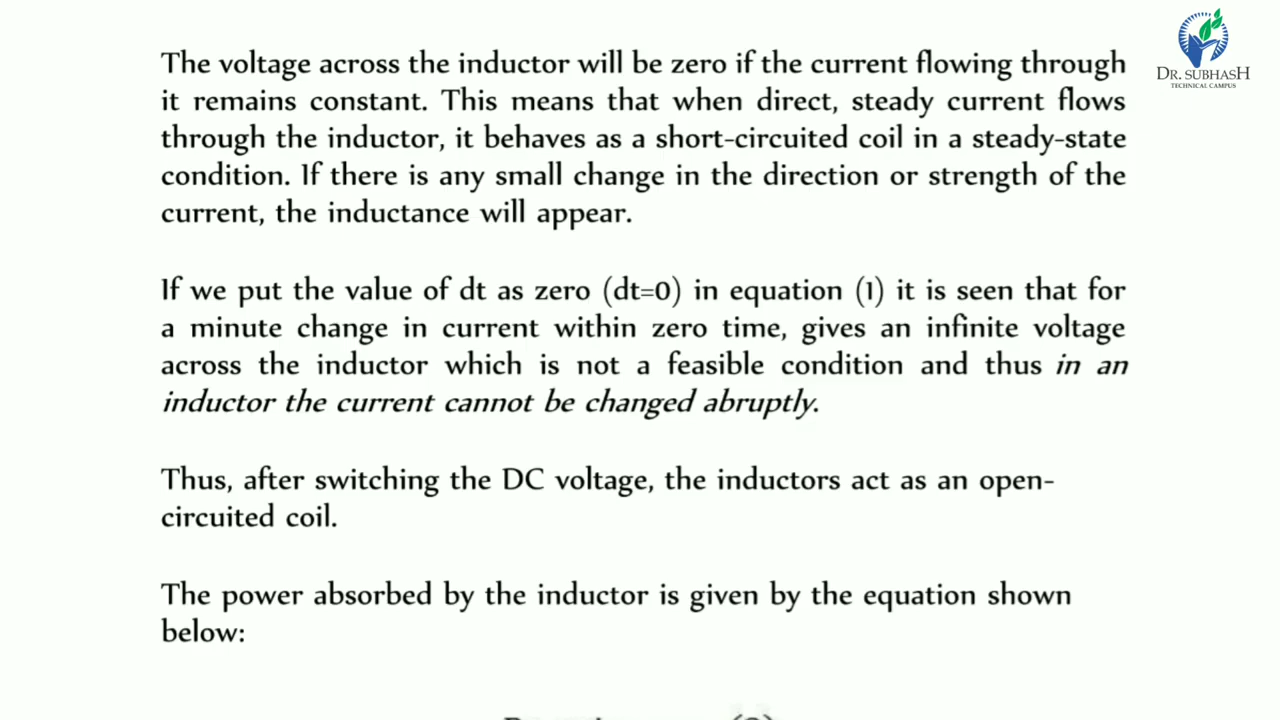 DR. SUBHASH
TECHNICAL CAMPUS
The voltage across the inductor will be zero if the current flowing through
it remains constant. This means that when direct, steady current flows
through the inductor, it behaves as a short-circuited coil in a steady-state
condition. If there is any small change in the direction or strength of the
current, the inductance will appear.
If we put the value of dt as zero (dt=0) in equation (1) it is seen that for
a minute change in current within zero time, gives an infinite voltage
across the inductor which is not a feasible condition and thus in an
inductor the current cannot be changed abruptly.
Thus, after switching the DC voltage, the inductors act as an open-
circuited coil.
The power absorbed by the inductor is given by the equation shown
below: